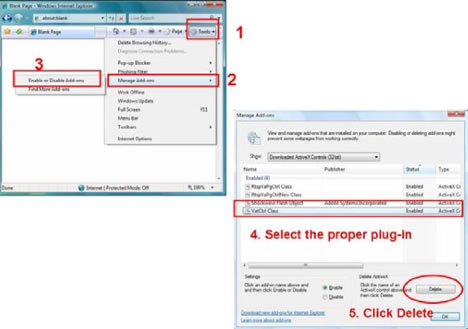 Blank Page - Windows Internet Explorer
about:blank
Live Search
Blank Page
Page
Tools
1
Delete Browsing History...
Diagnose Connection Problems...
Pop-up Blocker
Phishing Filter
3
Enable or Disable Add-ons
Manage Add-ons
2
Find More Add-ons
Work Offline
Windows Update
Full Screen F11
Menu Bar
Toolbars
Internet Options
Done
Internet | Protected Mode: Off
100%
Manage Add-ons
View and manage add-ons that are installed on your computer. Disabling or deleting add-ons might
prevent some webpages from working correctly.
Show: Downloaded ActiveX Controls (32-bit)
Name Publisher Status Type
Enabled (8)
Class Enabled ActiveX C
Class Enabled ActiveX C
Shockwave Flash Object Adobe Systems Incorporated Enabled ActiveX C
Class Enabled ActiveX C
4. Select the proper plug-in
Settings
Click an add-on name above and
and then click Enable or Disable.
Enable
Disable
Delete ActiveX
Click the name of an
ActiveX control above and
then click Delete.
Delete
5. Click Delete
Download new add-ons for Internet Explorer
Learn more about add-ons
OK